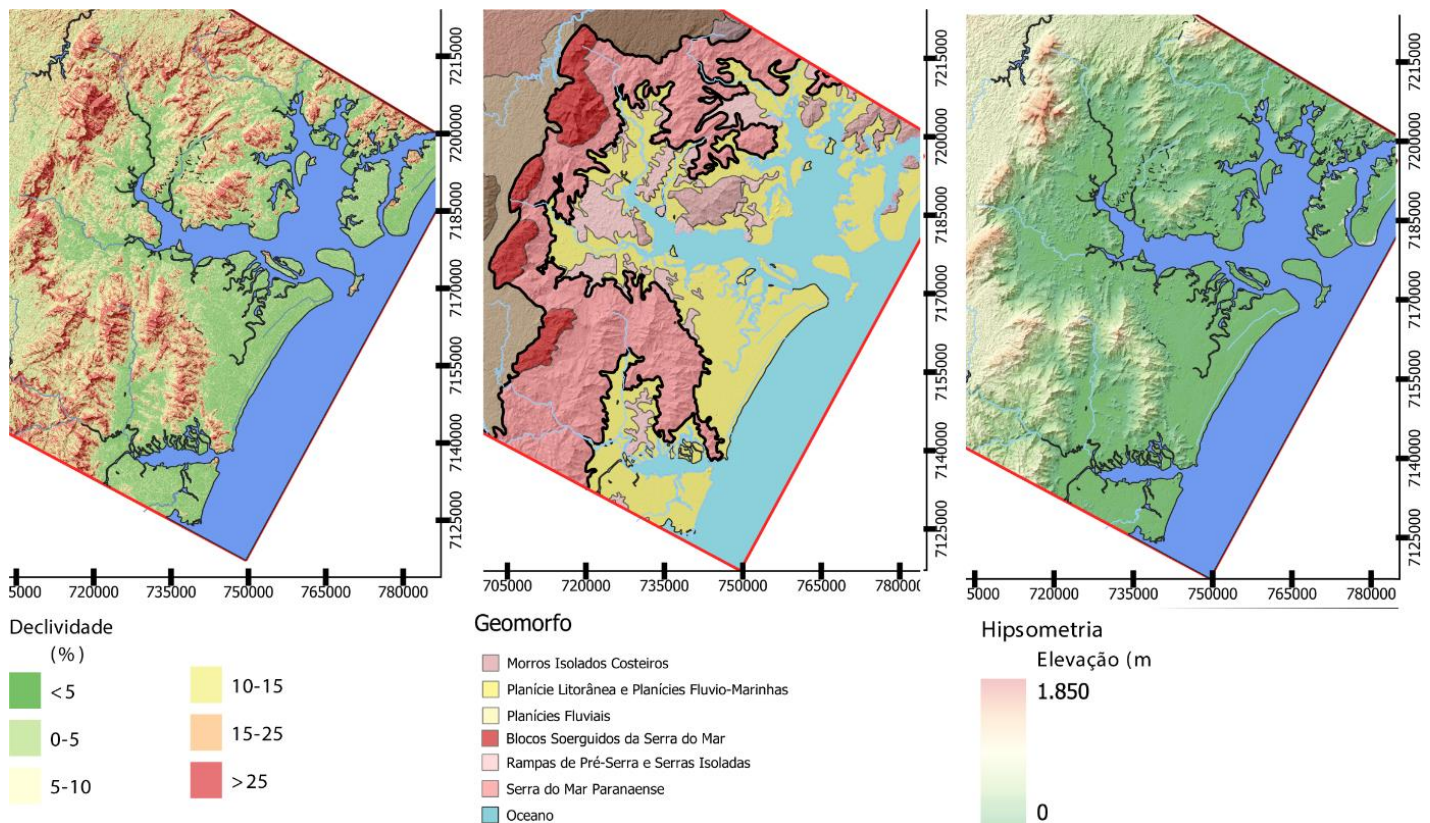 7215000
7200000
7185000
7170000
7155000
7140000
7125000
5000 720000 735000 750000 765000 780000
Declividade
(%)
<5
0-5
5-10
10-15
15-25
>25
7215000
7200000
7185000
7170000
7155000
7140000
7125000
705000 720000 735000 750000 765000 780000
Geomorfo
Morros Isolados Costeiros
Planície Litorânea e Planícies Fluvio-Marinhas
Planícies Fluviais
Blocos Soerguidos da Serra do Mar
Rampas de Pré-Serra e Serras Isoladas
Serra do Mar Paranaense
Oceano
7215000
7200000
7185000
7170000
7155000
7140000
7125000
5000 720000 735000 750000 765000 780000
Hipsometria
Elevação (m
1.850
0